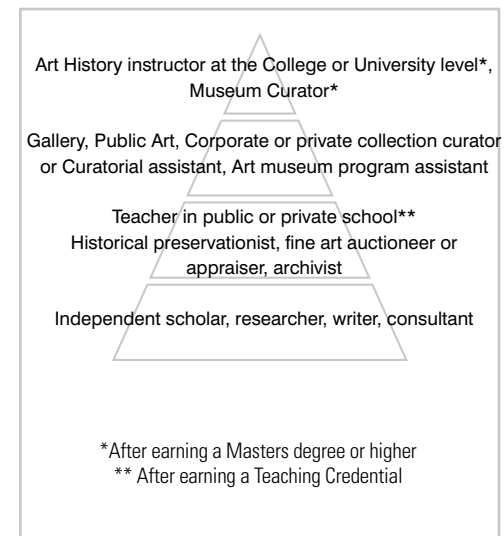 Art History instructor at the College or University level*,
Museum Curator*
Gallery, Public Art, Corporate or private collection curator
or Curatorial assistant, Art museum program assistant
Teacher in public or private school**
Historical preservationist, fine art auctioneer or
appraiser, archivist
Independent scholar, researcher, writer, consultant
*After earning a Masters degree or higher
** After earning a Teaching Credential